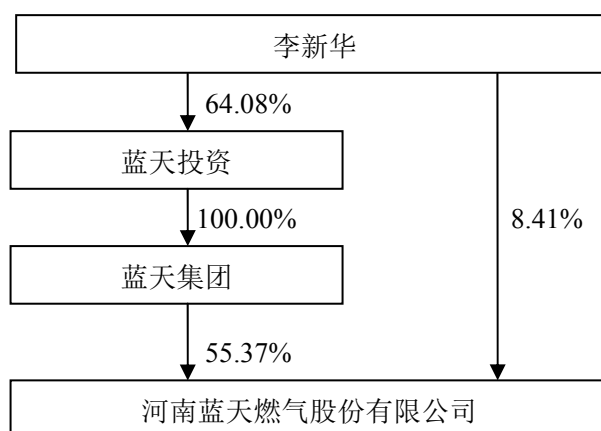 李新华
64.08%
蓝天投资
100.00%
8.41%
蓝天集团
55.37%
河南蓝天燃气股份有限公司